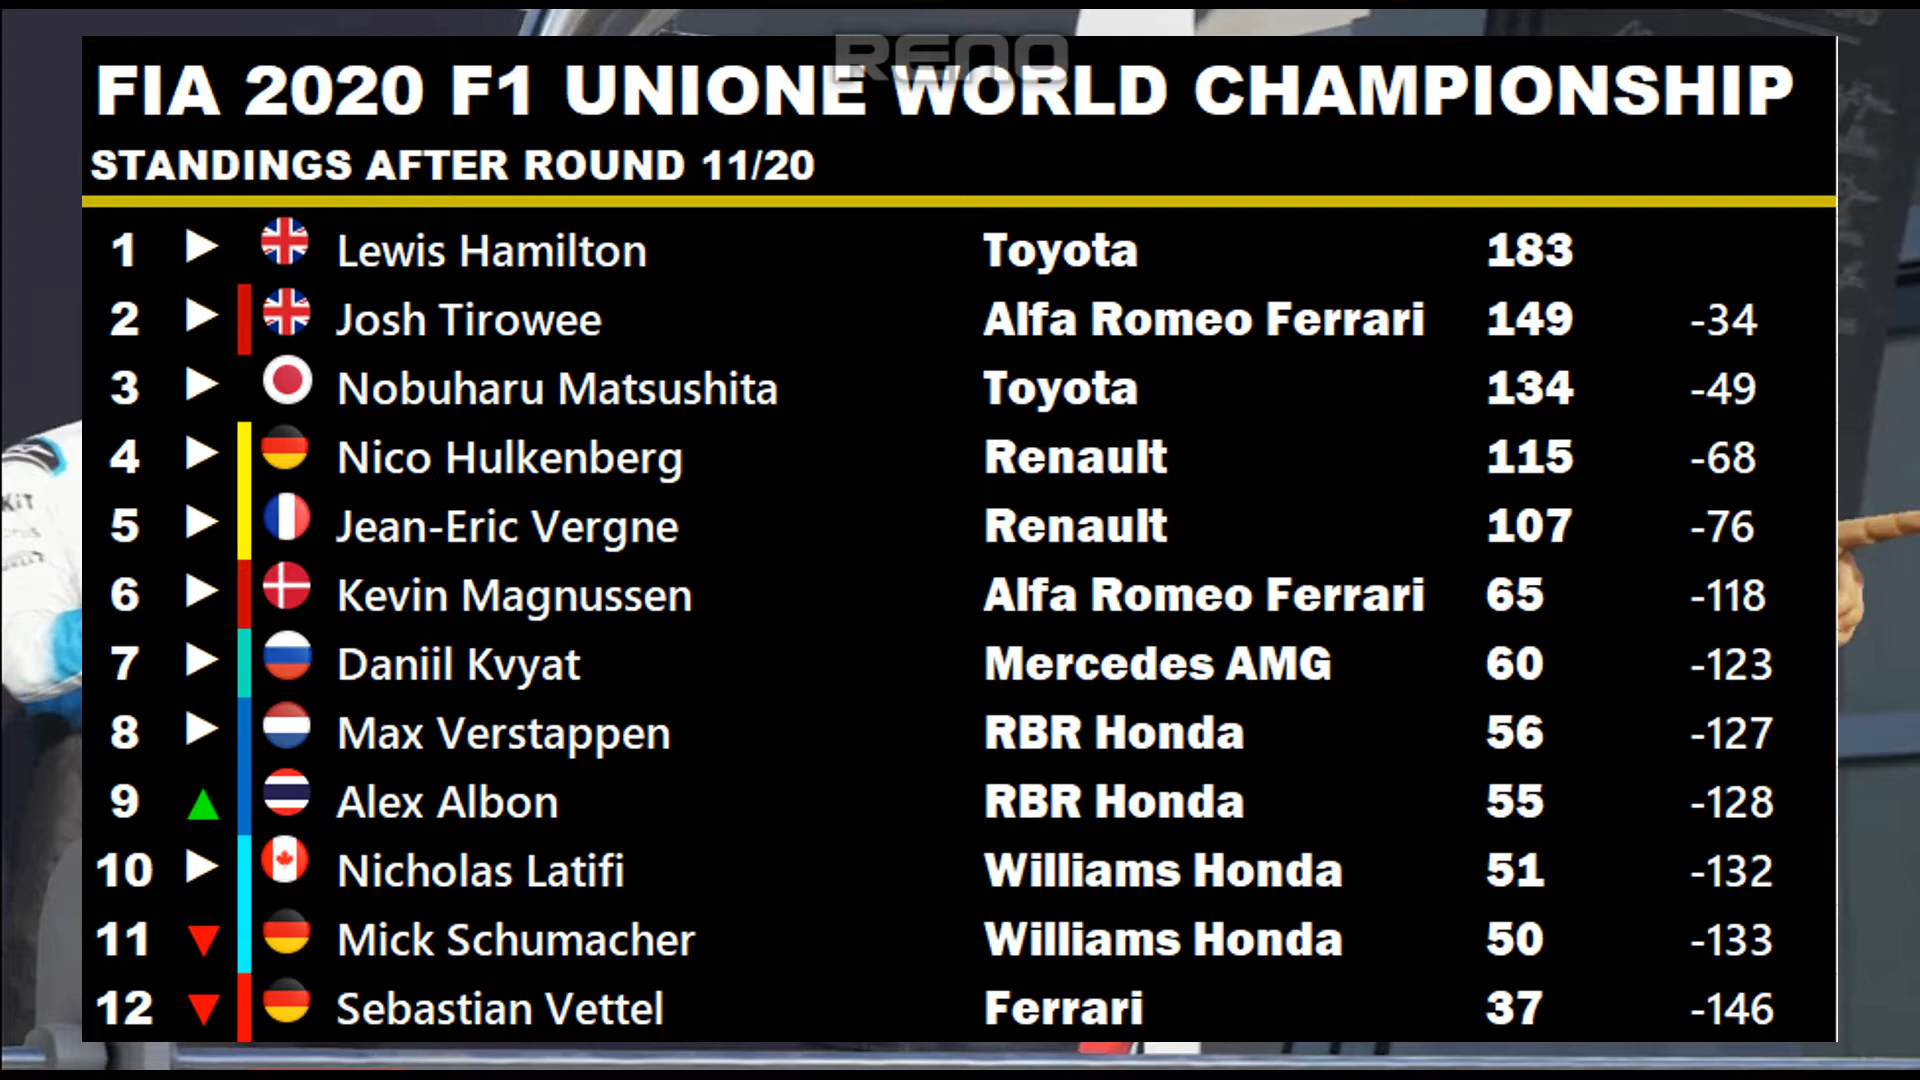 RENO
FIA 2020 F1 UNIONE WORLD CHAMPIONSHIP
STANDINGS AFTER ROUND 11/20
1 Lewis Hamilton Toyota 183
2 Josh Tirowee Alfa Romeo Ferrari 149 -34
3 Nobuharu Matsushita Toyota 134 -49
4 Nico Hulkenberg Renault 115 -68
5 Jean-Eric Vergne Renault 107 -76
6 Kevin Magnussen Alfa Romeo Ferrari 65 -118
7 Daniil Kvyat Mercedes AMG 60 -123
8 Max Verstappen RBR Honda 56 -127
9 Alex Albon RBR Honda 55 -128
10 Nicholas Latifi Williams Honda 51 -132
11 Mick Schumacher Williams Honda 50 -133
12 Sebastian Vettel Ferrari 37 -146